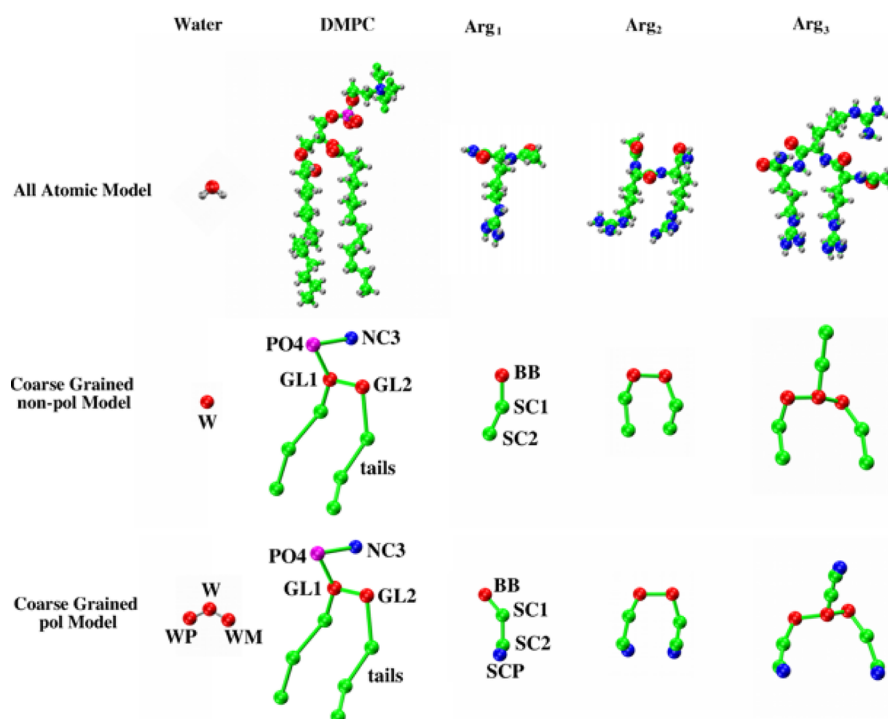 Water DMPC Arg1 Arg2 Arg3
All Atomic Model
PO4 NC3
GL1 GL2
Coarse Grained
non-pol Model
W
tails
BB
SC1
SC2
PO4 NC3
GL1 GL2
Coarse Grained
pol Model
W
WP WM
tails
BB
SC1
SC2
SCP